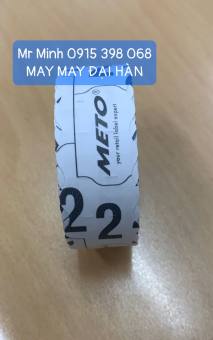 Mr Minh 0915 398 068
MAY MAY ĐẠI HÀN
METO®
your retail label expert
2
2